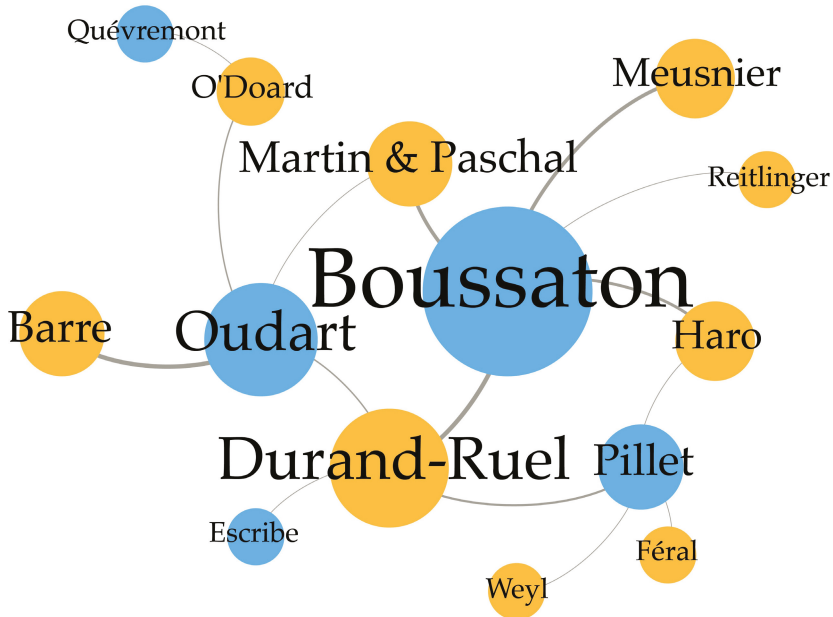 Quévremont
O'Doard
Meusnier
Martin & Paschal
Reitlinger
Boussaton
Barre
Oudart
Haro
Durand-Ruel
Pillet
Escribe
Féral
Weyl